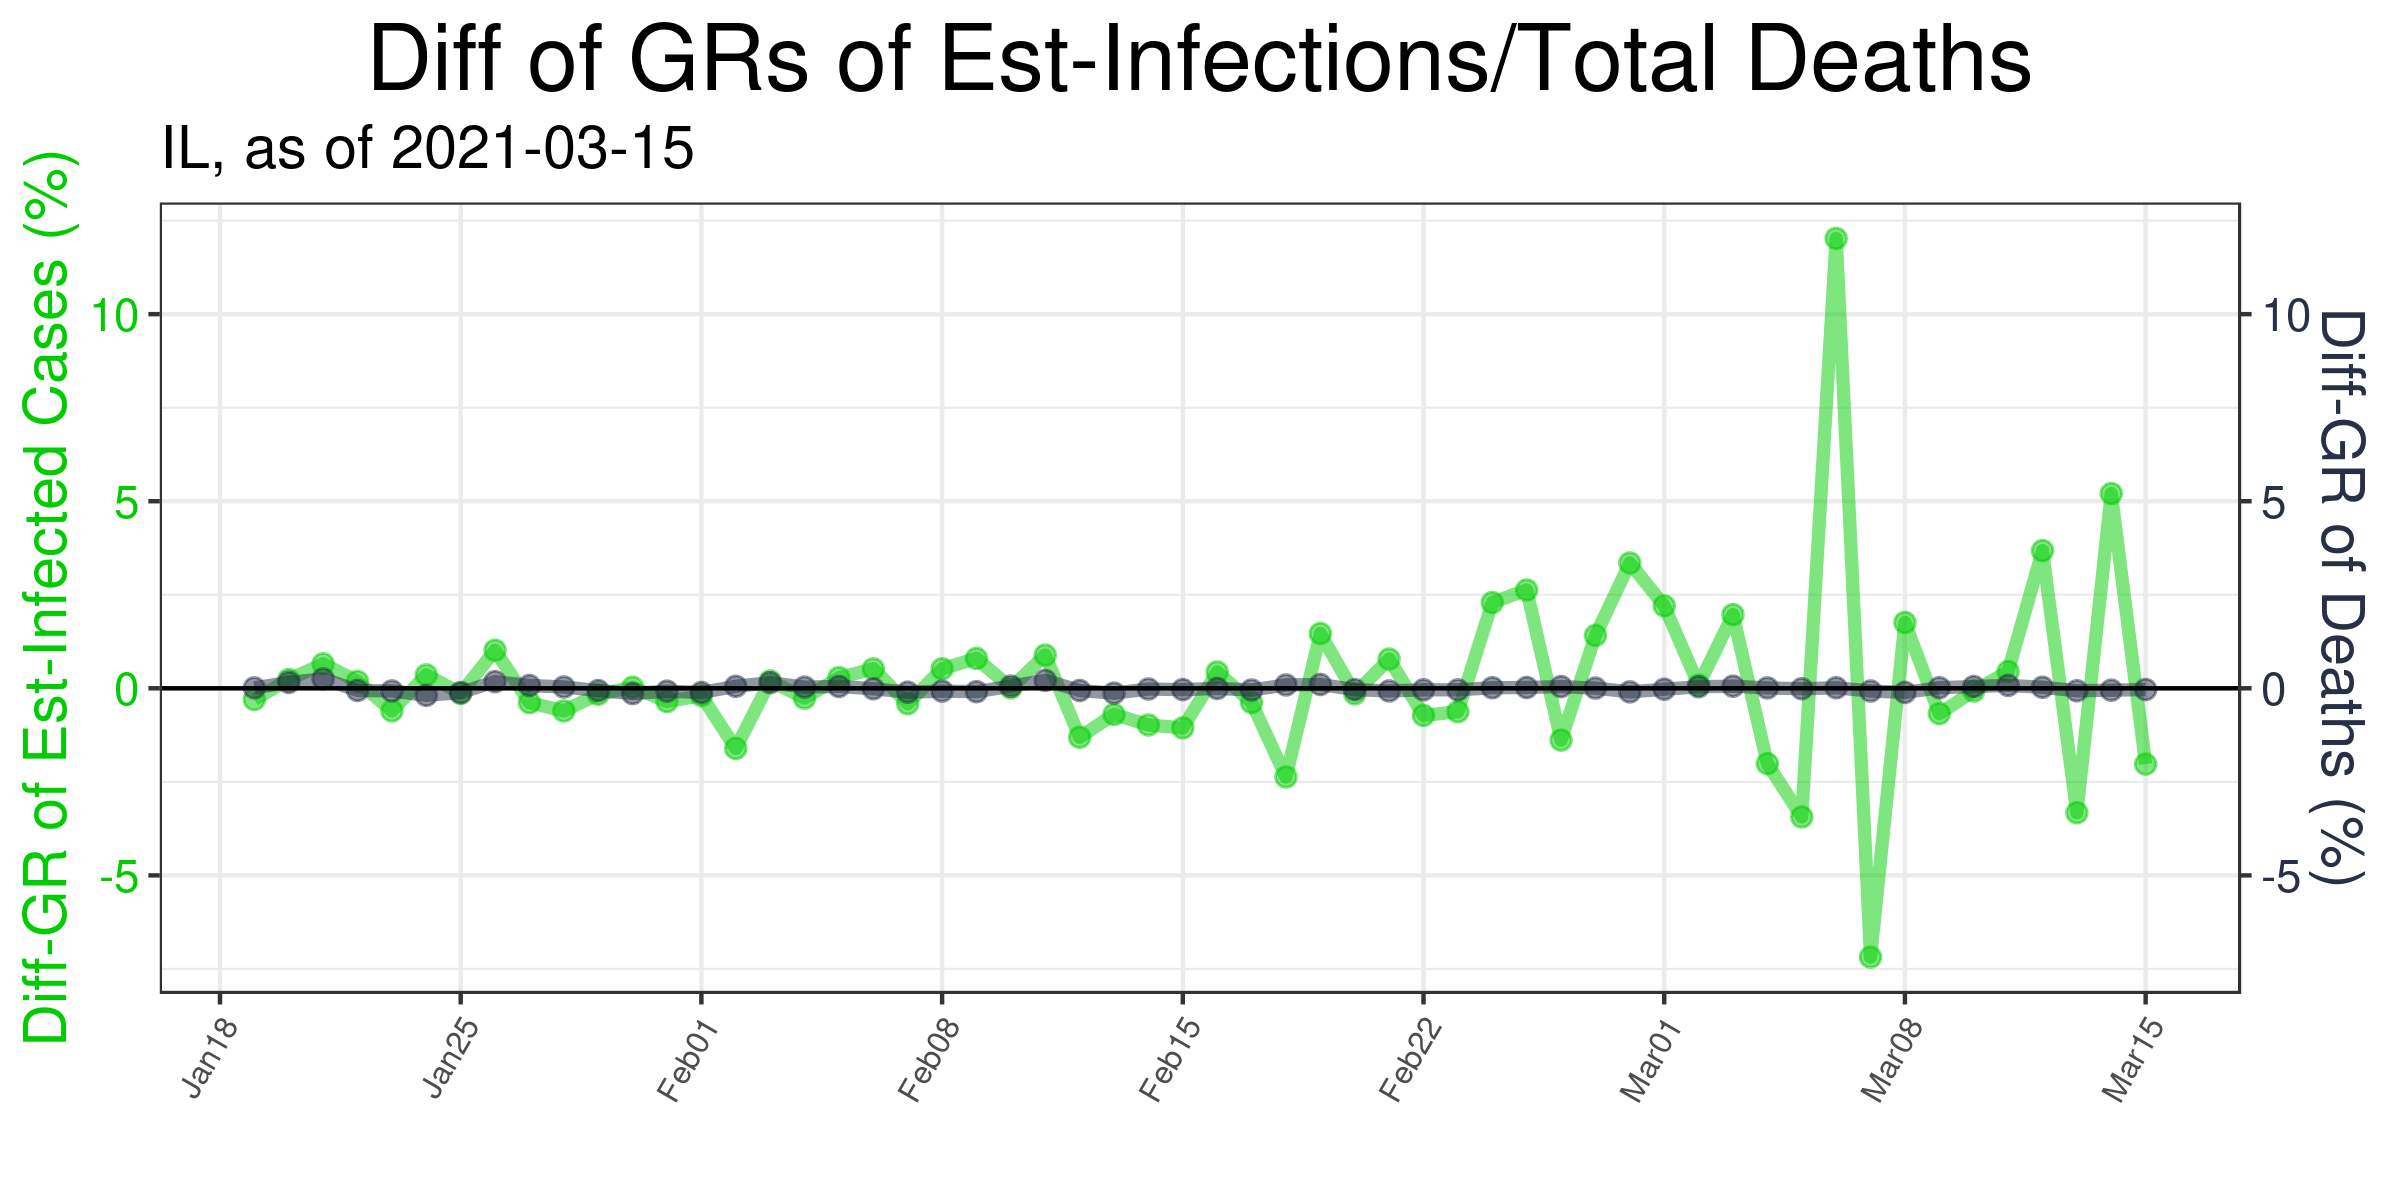 Diff of GRs of Est-Infections/Total Deaths
IL, as of 2021-03-15
Diff-GR of Est-Infected Cases (%)
10
5
0
-5
10
5
0
-5
Diff-GR of Deaths (%)
Jan18
Jan25
Feb01
Feb08
Feb15
Feb22
Mar01
Mar08
Mar15